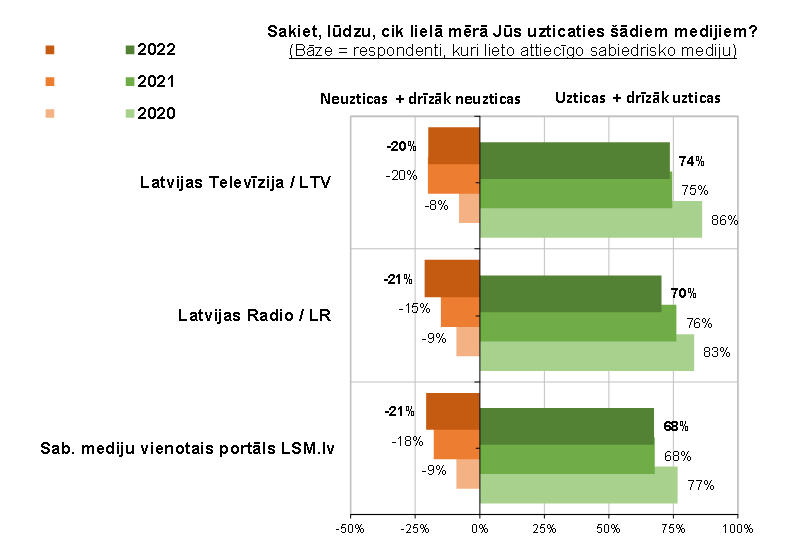 Sakiet, lūdzu, cik lielā mērā Jūs uzticaties šādiem medijiem?
(Bāze = respondenti, kuri lieto attiecīgo sabiedrisko mediju)
2022
2021
2020
Neuzticas + drīzāk neuzticas
Uzticas + drīzāk uzticas
Latvijas Televīzija / LTV
-20%
74%
-20%
75%
-8%
86%
Latvijas Radio / LR
-21%
70%
-15%
76%
-9%
83%
Sab. mediju vienotais portāls LSM.lv
-21%
68%
-18%
68%
-9%
77%
-50% -25% 0% 25% 50% 75% 100%